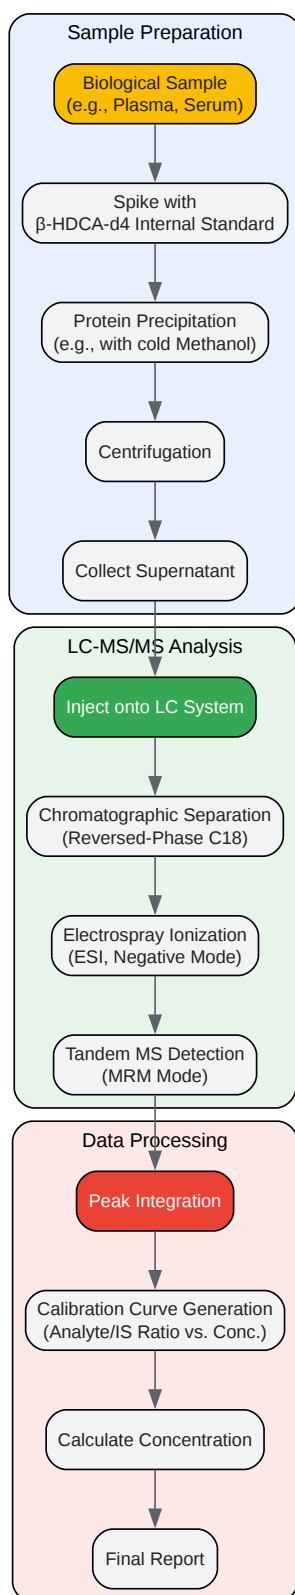 Sample Preparation
Biological Sample
(e.g., Plasma, Serum)
Spike with
β-HDCA-d4 Internal Standard
Protein Precipitation
(e.g., with cold Methanol)
Centrifugation
Collect Supernatant
LC-MS/MS Analysis
Inject onto LC System
Chromatographic Separation
(Reversed-Phase C18)
Electrospray Ionization
(ESI, Negative Mode)
Tandem MS Detection
(MRM Mode)
Data Processing
Peak Integration
Calibration Curve Generation
(Analyte/IS Ratio vs. Conc.)
Calculate Concentration
Final Report